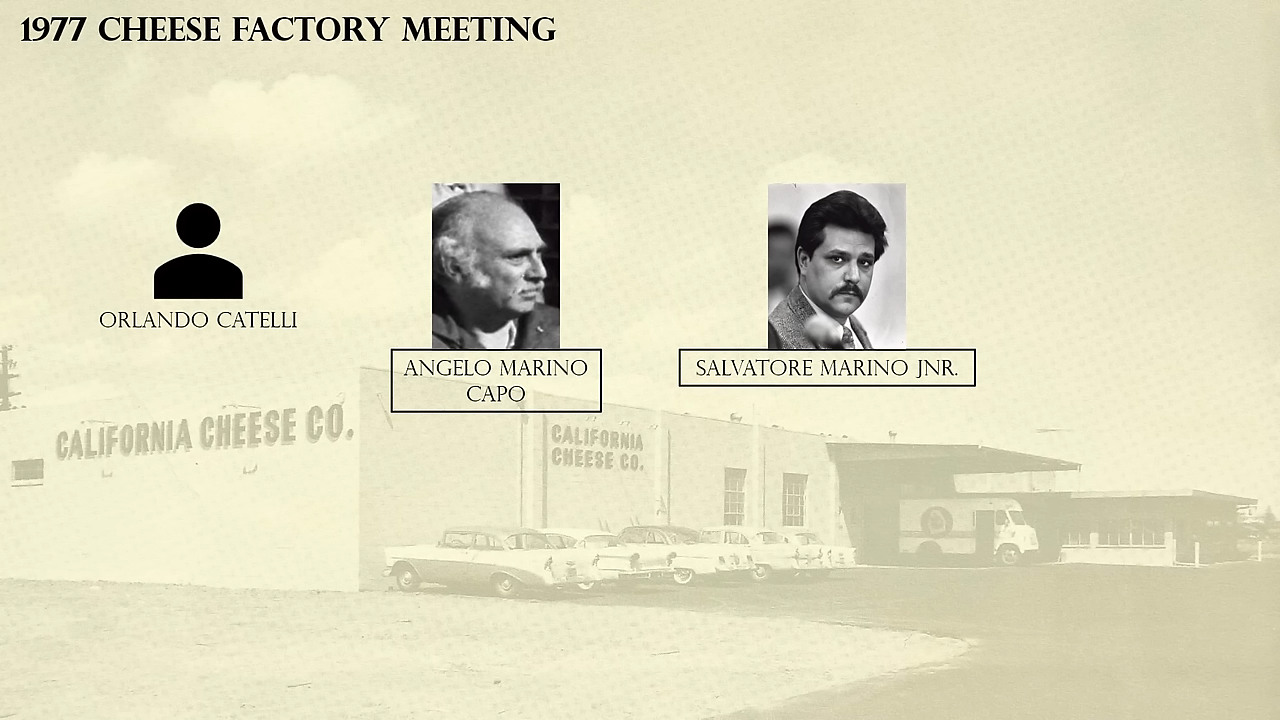 1977 CHEESE FACTORY MEETING
ORLANDO CATELLI
ANGELO MARINO
CAPO
SALVATORE MARINO JNR.
CALIFORNIA CHEESE CO.
CALIFORNIA
CHEESE CO.